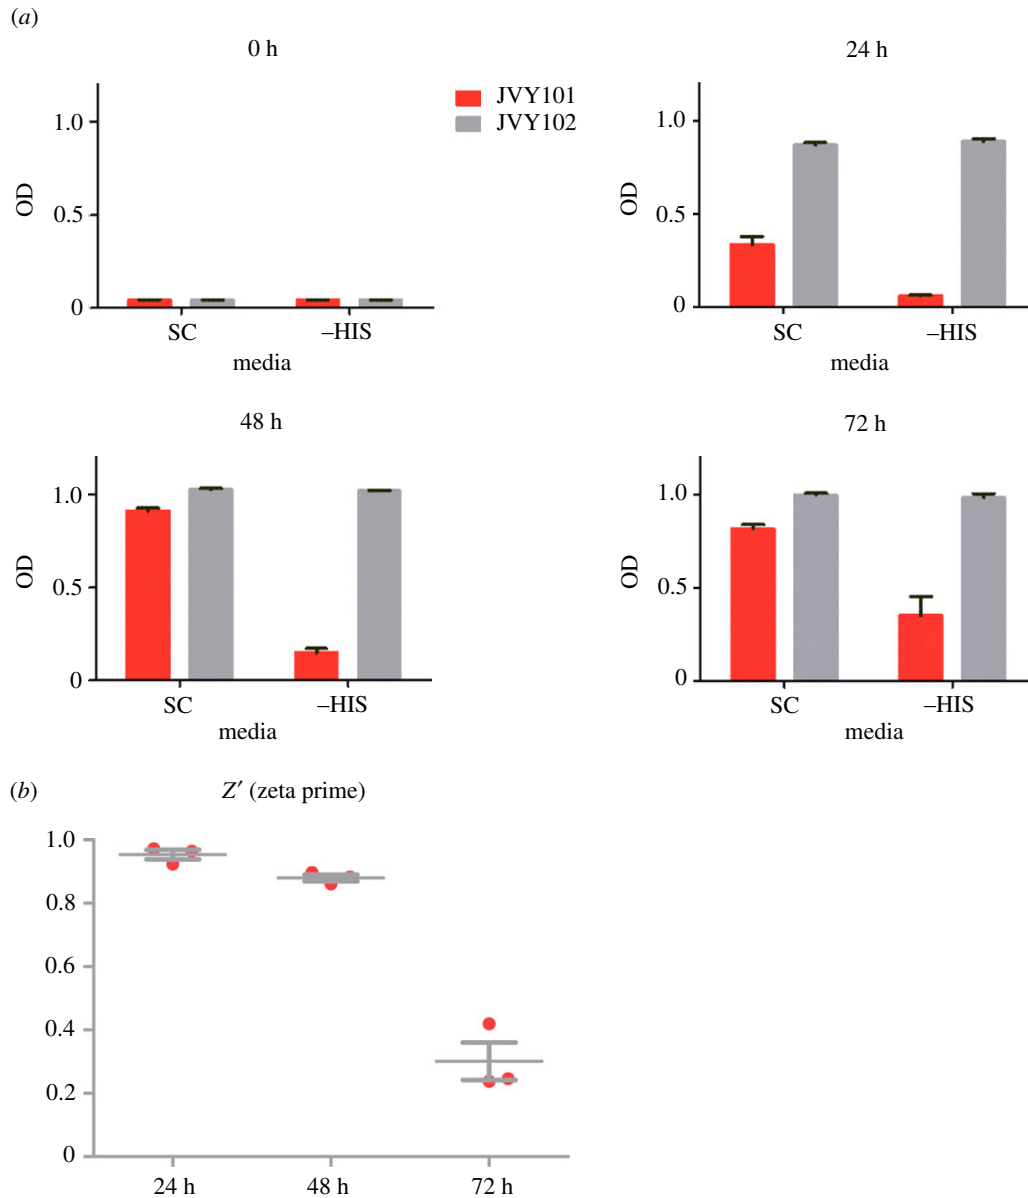 (a)
0 h
JVY101
JVY102
1.0
0.5
0
OD
SC –HIS
media
24 h
1.0
0.5
0
OD
SC –HIS
media
48 h
1.0
0.5
0
OD
SC –HIS
media
72 h
1.0
0.5
0
OD
SC –HIS
media
(b)
Z′ (zeta prime)
1.0
0.8
0.6
0.4
0.2
0
24 h 48 h 72 h